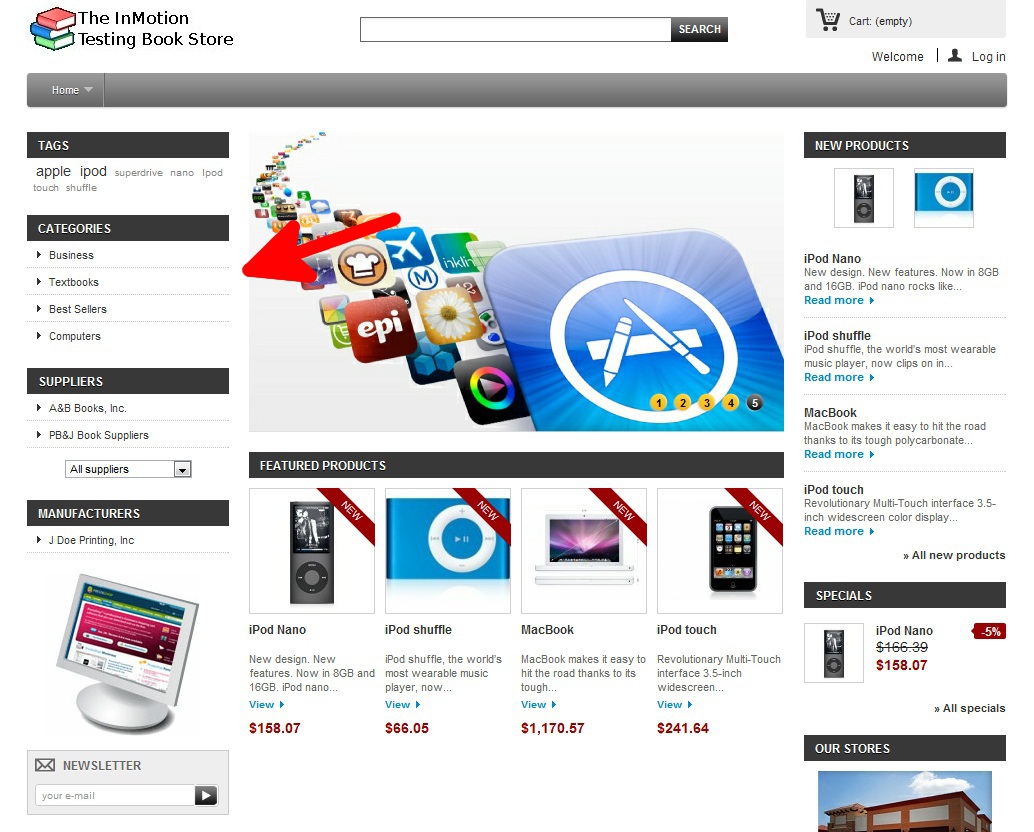 The InMotion
Testing Book Store
SEARCH
Cart: (empty)
Welcome
Log in
Home
TAGS
apple ipod superdrive nano Ipod
touch shuffle
CATEGORIES
Business
Textbooks
Best Sellers
Computers
SUPPLIERS
A&B Books, Inc.
PB&J Book Suppliers
All suppliers
MANUFACTURERS
J Doe Printing, Inc
NEWSLETTER
your e-mail
inklin
M
epi
1 2 3 4 5
FEATURED PRODUCTS
NEW
NEW
NEW
NEW
iPod Nano
New design. New
features. Now in 8GB and
16GB. iPod nano...
View
$158.07
iPod shuffle
iPod shuffle, the world's
most wearable music
player, now...
View
$66.05
MacBook
MacBook makes it easy to
hit the road thanks to its
tough...
View
$1,170.57
iPod touch
Revolutionary Multi-Touch
interface 3.5-inch
widescreen...
View
$241.64
NEW PRODUCTS
iPod Nano
New design. New features. Now in 8GB
and 16GB. iPod nano rocks like...
Read more
iPod shuffle
iPod shuffle, the world's most wearable
music player, now clips on in...
Read more
MacBook
MacBook makes it easy to hit the road
thanks to its tough polycarbonate...
Read more
iPod touch
Revolutionary Multi-Touch interface 3.5-
inch widescreen color display...
Read more
» All new products
SPECIALS
iPod Nano
-5%
$166.39
$158.07
» All specials
OUR STORES